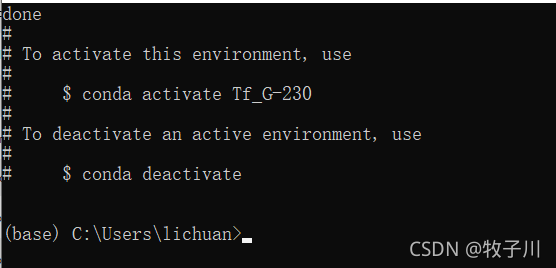 done
#
# To activate this environment, use
#
#     $ conda activate Tf_G-230
#
# To deactivate an active environment, use
#
#     $ conda deactivate
(base) C:\Users\lichuan>
CSDN @牧子川